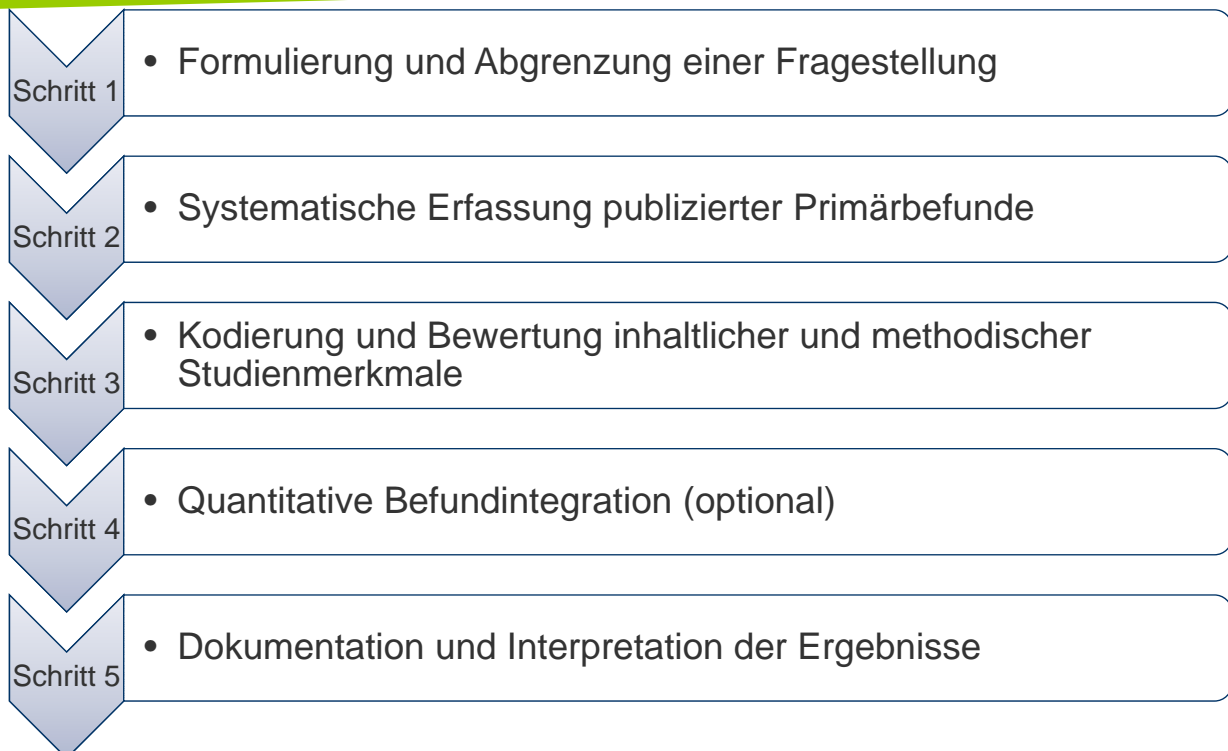 Schritt 1
• Formulierung und Abgrenzung einer Fragestellung
Schritt 2
• Systematische Erfassung publizierter Primärbefunde
Schritt 3
• Kodierung und Bewertung inhaltlicher und methodischer
Studienmerkmale
Schritt 4
• Quantitative Befundintegration (optional)
Schritt 5
• Dokumentation und Interpretation der Ergebnisse